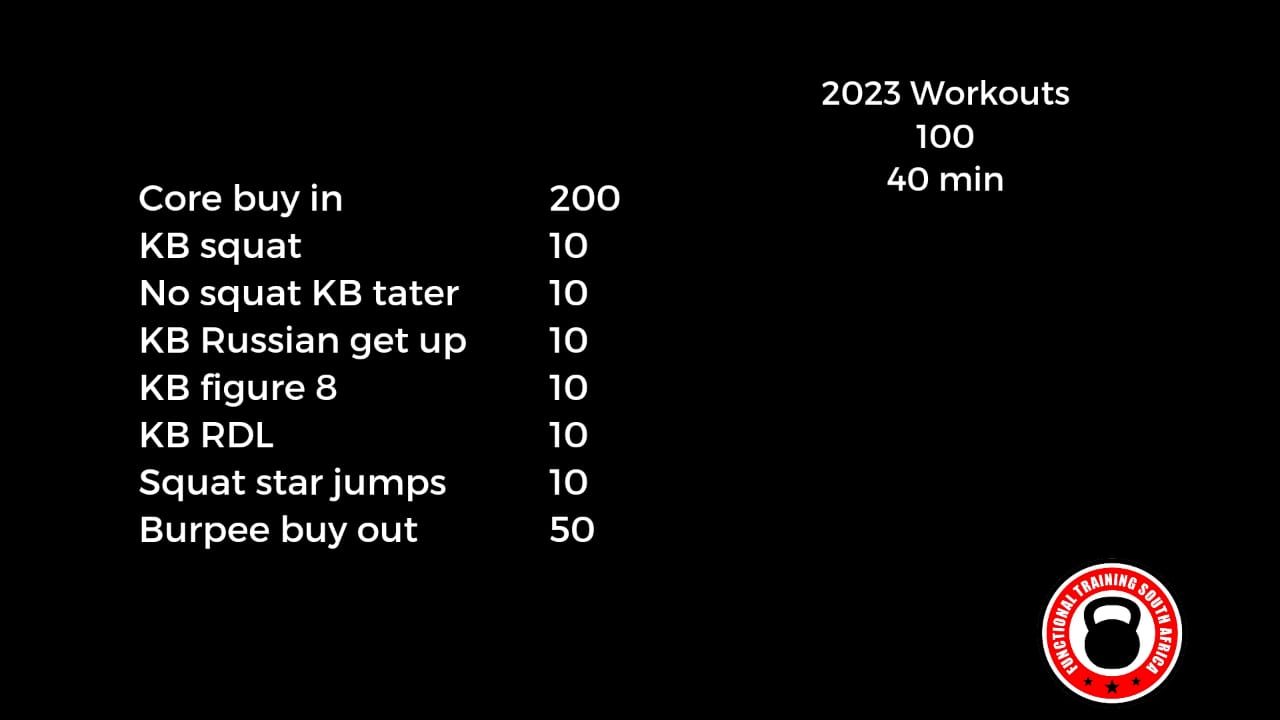 2023 Workouts
100
40 min
Core buy in 200
KB squat 10
No squat KB tater 10
KB Russian get up 10
KB figure 8 10
KB RDL 10
Squat star jumps 10
Burpee buy out 50
FUNCTIONAL TRAINING SOUTH AFRICA